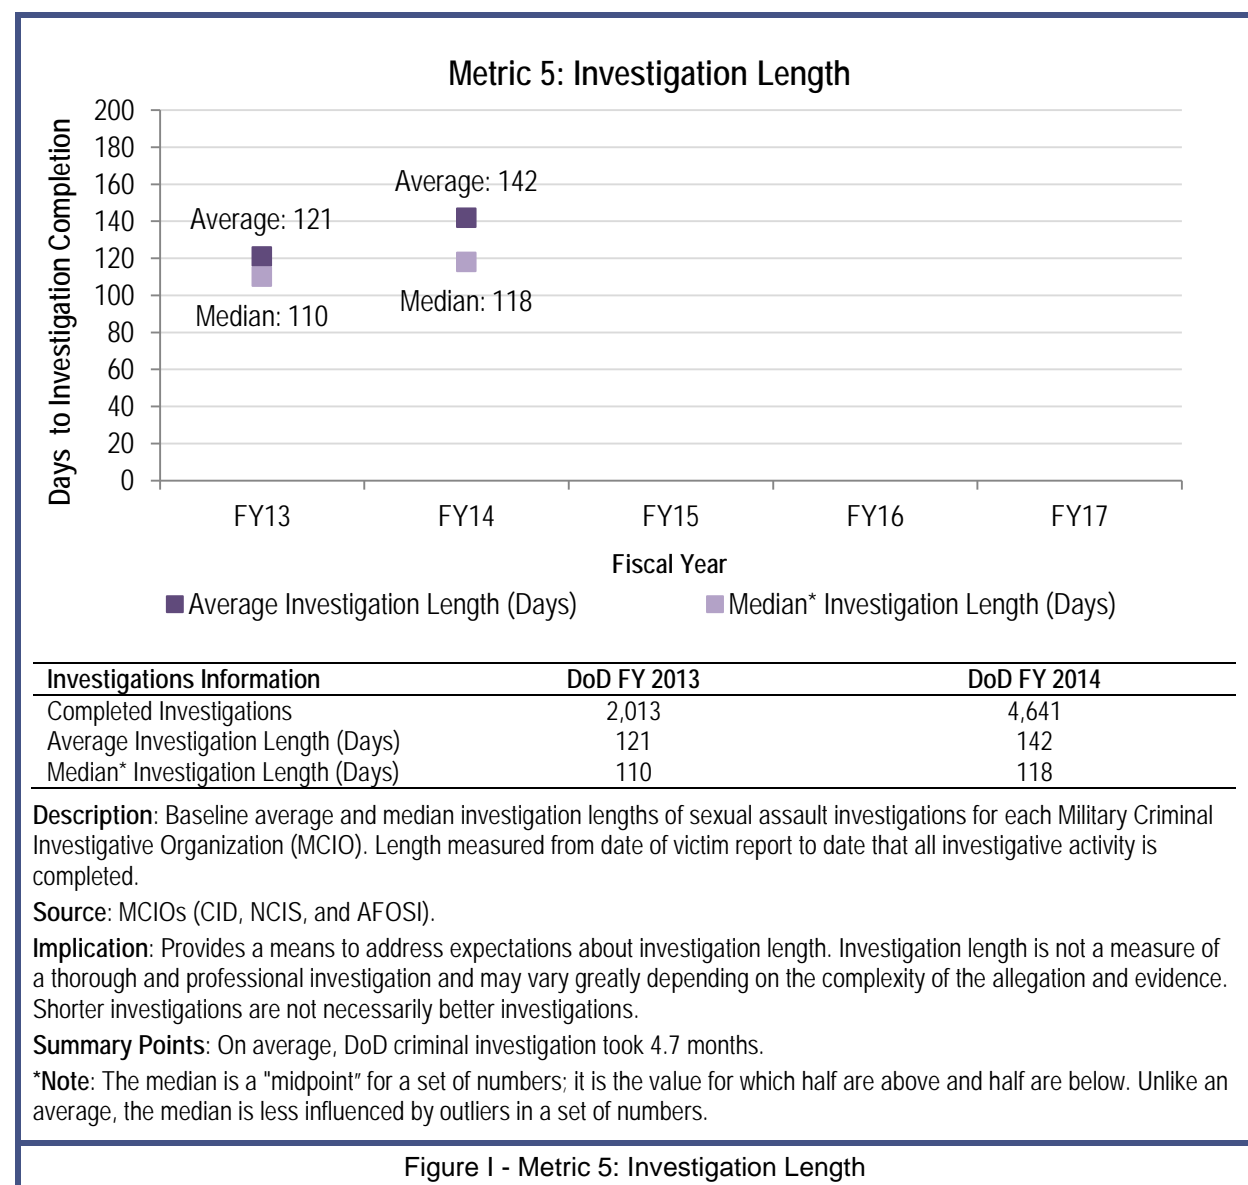 Metric 5: Investigation Length
Days to Investigation Completion
200
180
160
140
120
100
80
60
40
20
0
Average: 121
Median: 110
Average: 142
Median: 118
FY13 FY14 FY15 FY16 FY17
Fiscal Year
Average Investigation Length (Days) Median* Investigation Length (Days)
Investigations Information DoD FY 2013 DoD FY 2014
Completed Investigations 2,013 4,641
Average Investigation Length (Days) 121 142
Median* Investigation Length (Days) 110 118
Description: Baseline average and median investigation lengths of sexual assault investigations for each Military Criminal
Investigative Organization (MCIO). Length measured from date of victim report to date that all investigative activity is
completed.
Source: MCIOs (CID, NCIS, and AFOSI).
Implication: Provides a means to address expectations about investigation length. Investigation length is not a measure of
a thorough and professional investigation and may vary greatly depending on the complexity of the allegation and evidence.
Shorter investigations are not necessarily better investigations.
Summary Points: On average, DoD criminal investigation took 4.7 months.
*Note: The median is a "midpoint” for a set of numbers; it is the value for which half are above and half are below. Unlike an
average, the median is less influenced by outliers in a set of numbers.
Figure I - Metric 5: Investigation Length